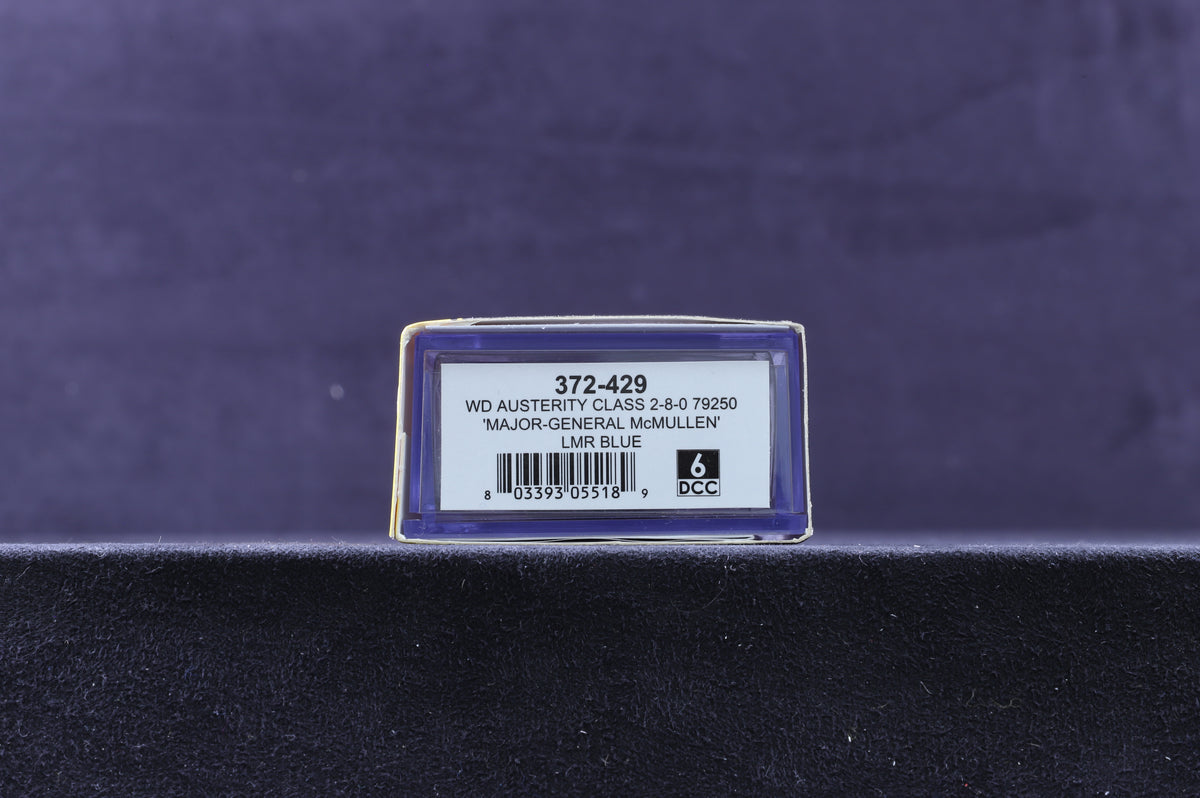 372-429
WD AUSTERITY CLASS 2-8-0 79250
'MAJOR-GENERAL McMULLEN'
LMR BLUE
8 03393 05518 9
6
DCC